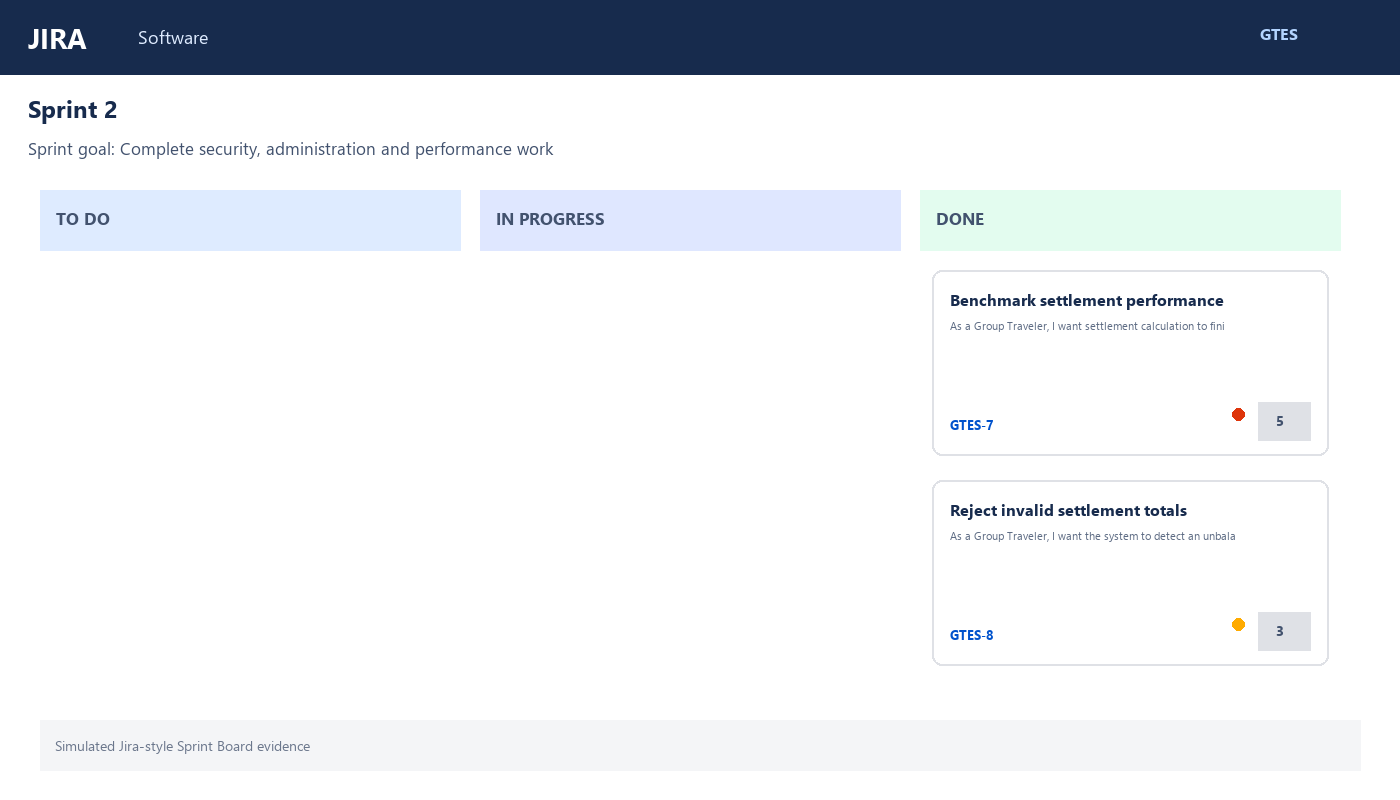 JIRA Software GTES
Sprint 2
Sprint goal: Complete security, administration and performance work
TO DO
IN PROGRESS
DONE
Benchmark settlement performance
As a Group Traveler, I want settlement calculation to fini
GTES-7 5
Reject invalid settlement totals
As a Group Traveler, I want the system to detect an unbala
GTES-8 3
Simulated Jira-style Sprint Board evidence